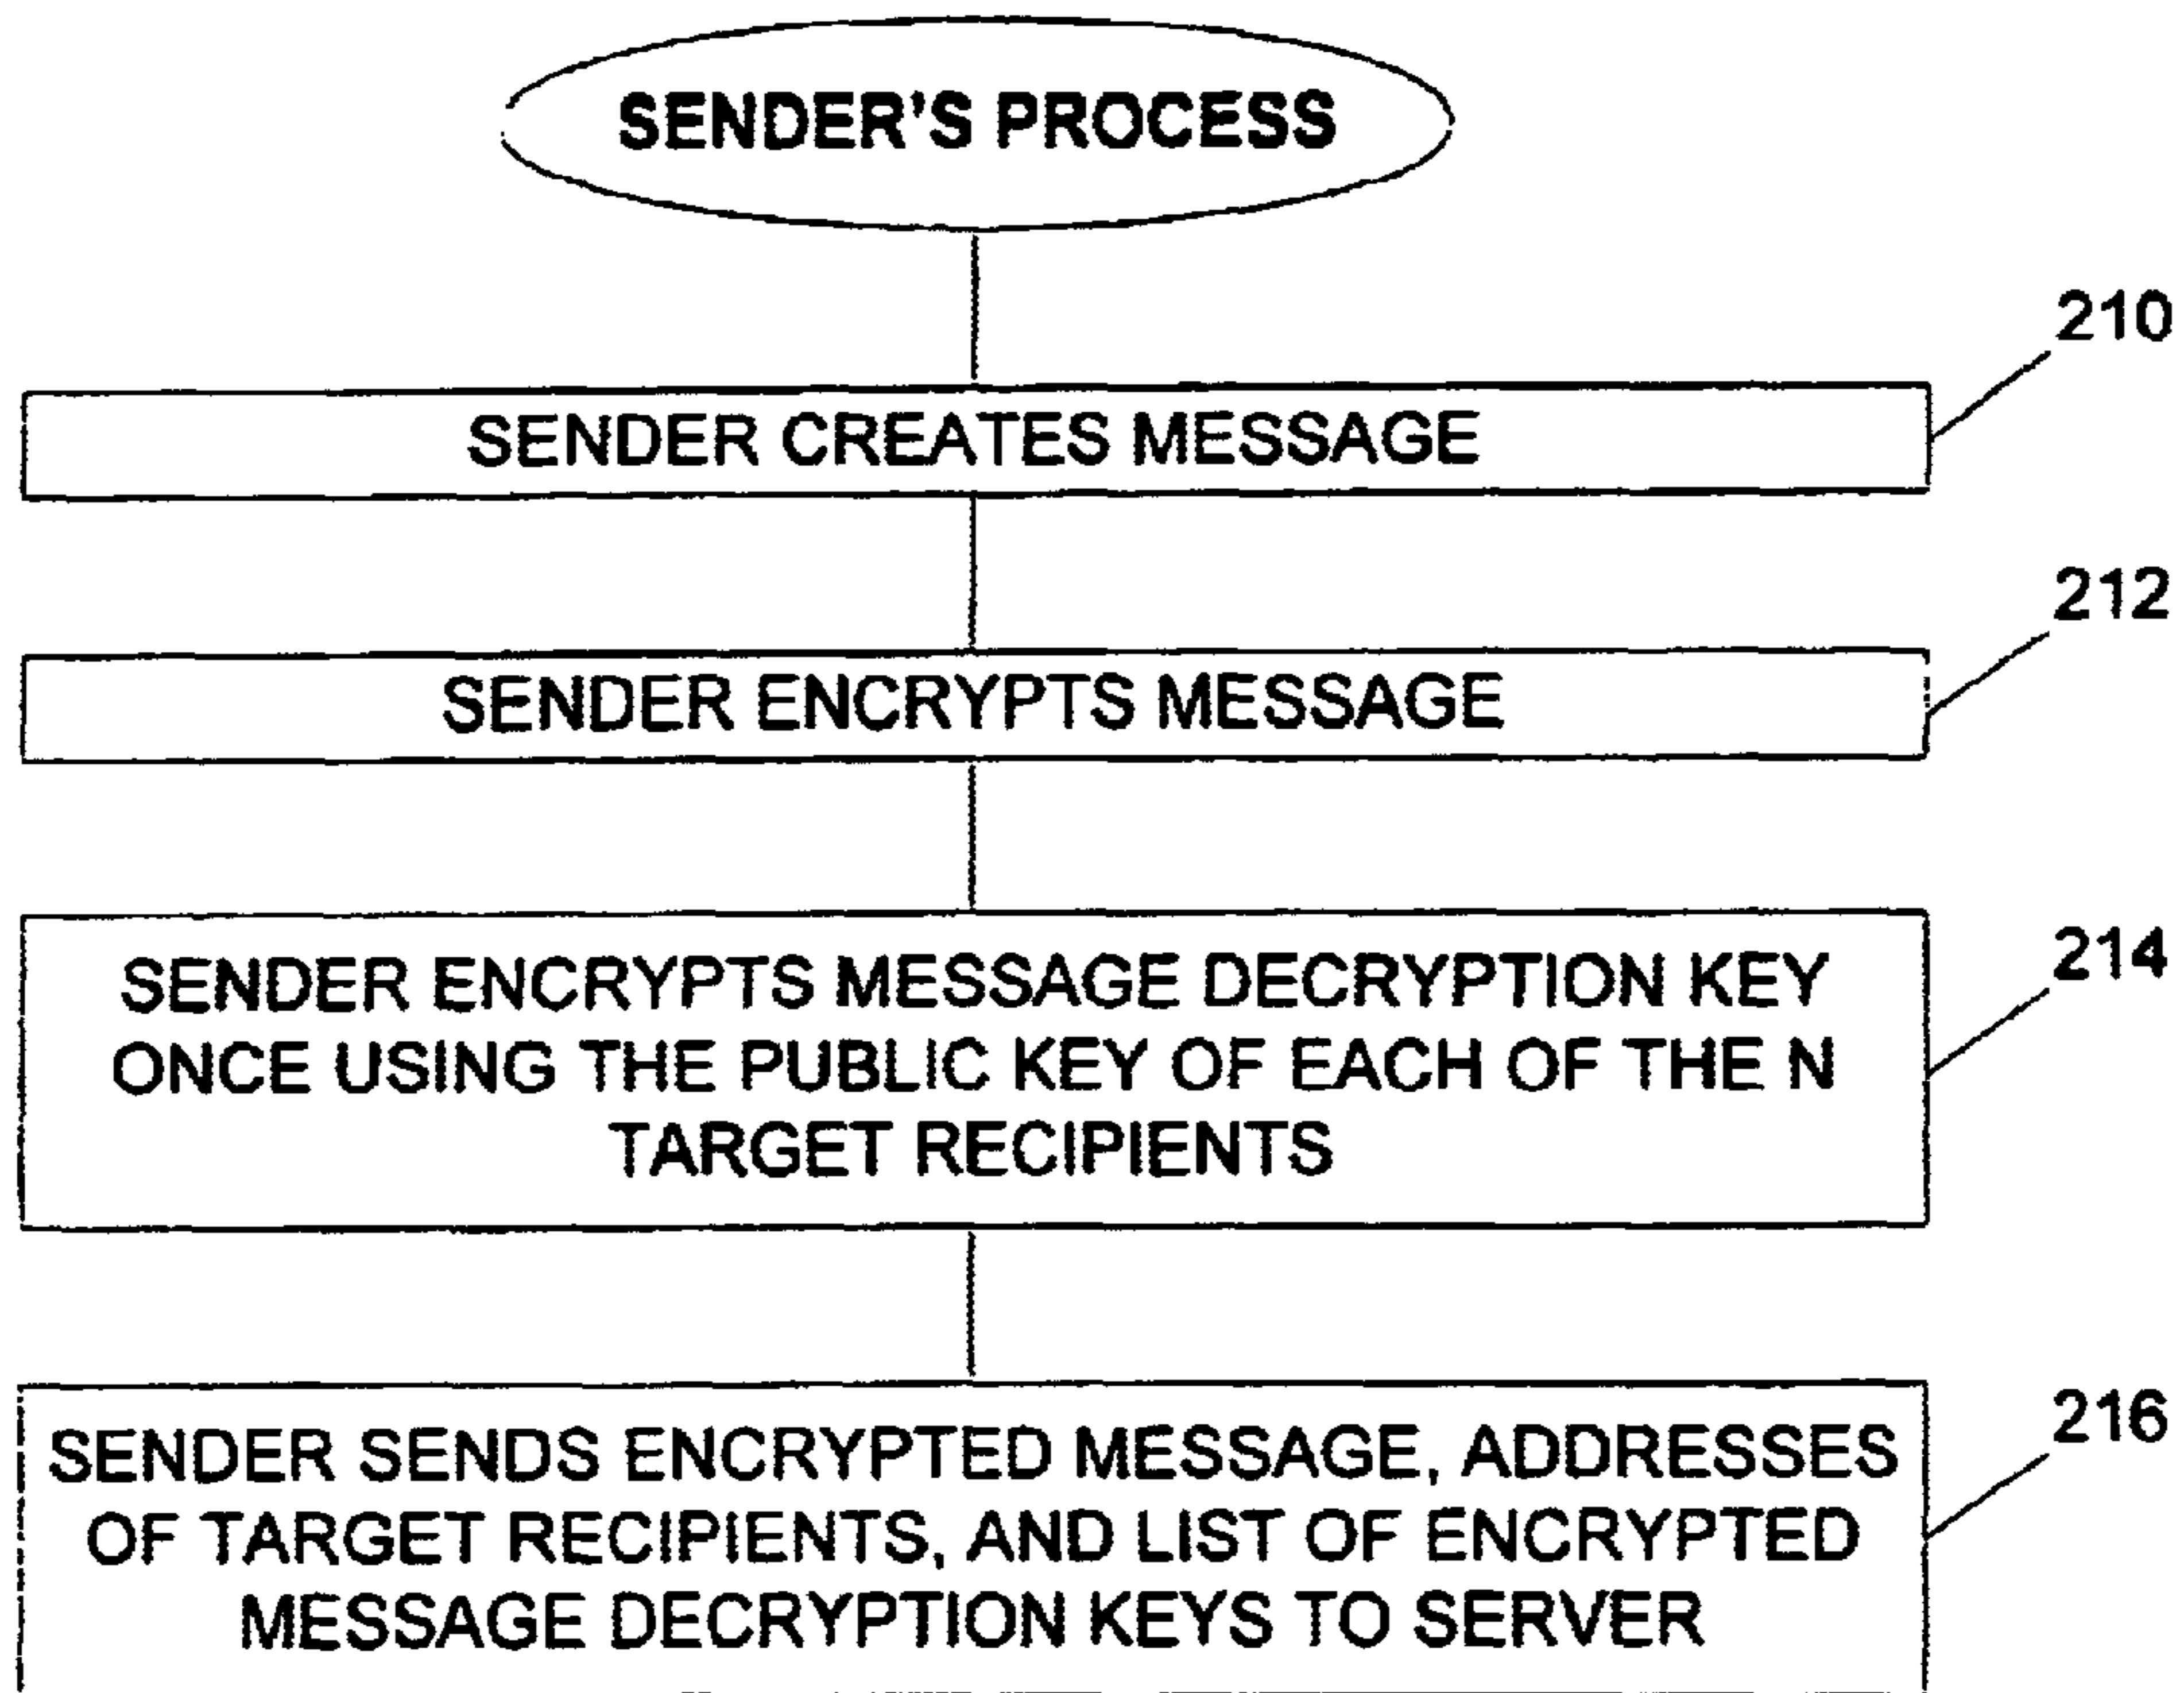 SENDER'S PROCESS
210
SENDER CREATES MESSAGE
212
SENDER ENCRYPTS MESSAGE
214
SENDER ENCRYPTS MESSAGE DECRYPTION KEY
ONCE USING THE PUBLIC KEY OF EACH OF THE N
TARGET RECIPIENTS
216
SENDER SENDS ENCRYPTED MESSAGE, ADDRESSES
OF TARGET RECIPIENTS, AND LIST OF ENCRYPTED
MESSAGE DECRYPTION KEYS TO SERVER